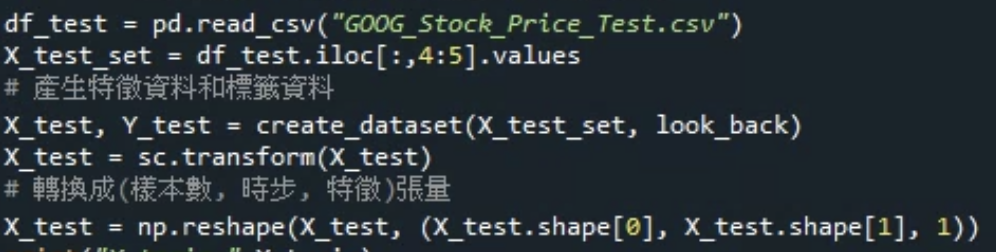 df_test = pd.read_csv("GOOG_Stock_Price_Test.csv")
X_test_set = df_test.iloc[:,4:5].values
# 產生特徵資料和標籤資料
X_test, Y_test = create_dataset(X_test_set, look_back)
X_test = sc.transform(X_test)
# 轉換成(樣本數, 時步, 特徵)張量
X_test = np.reshape(X_test, (X_test.shape[0], X_test.shape[1], 1))